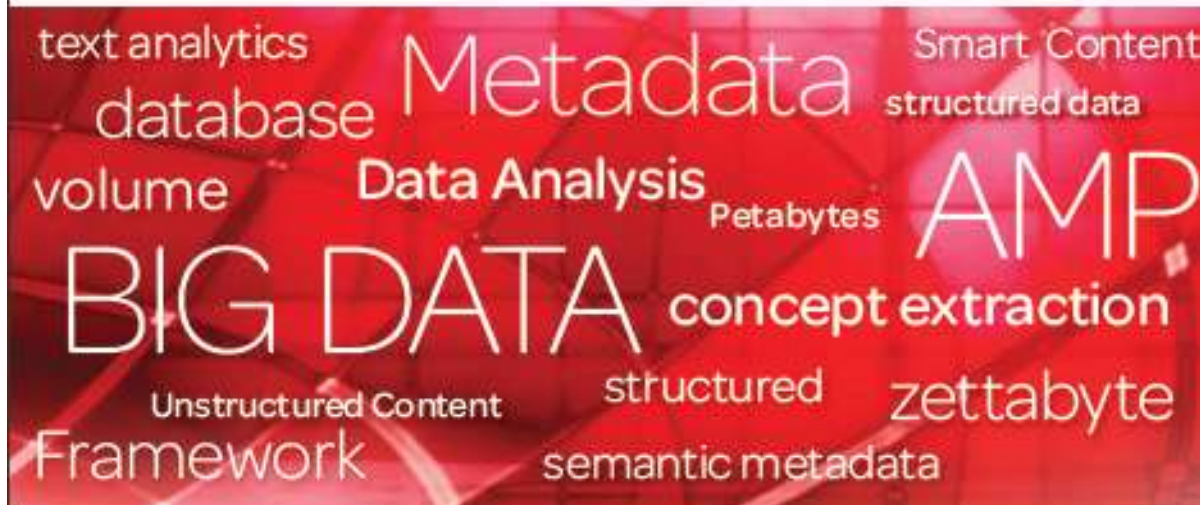 text analytics
Metadata
Smart Content
database
structured data
volume
Data Analysis
Petabytes
AMP
BIG DATA
concept extraction
Unstructured Content
structured
zettabyte
Framework
semantic metadata